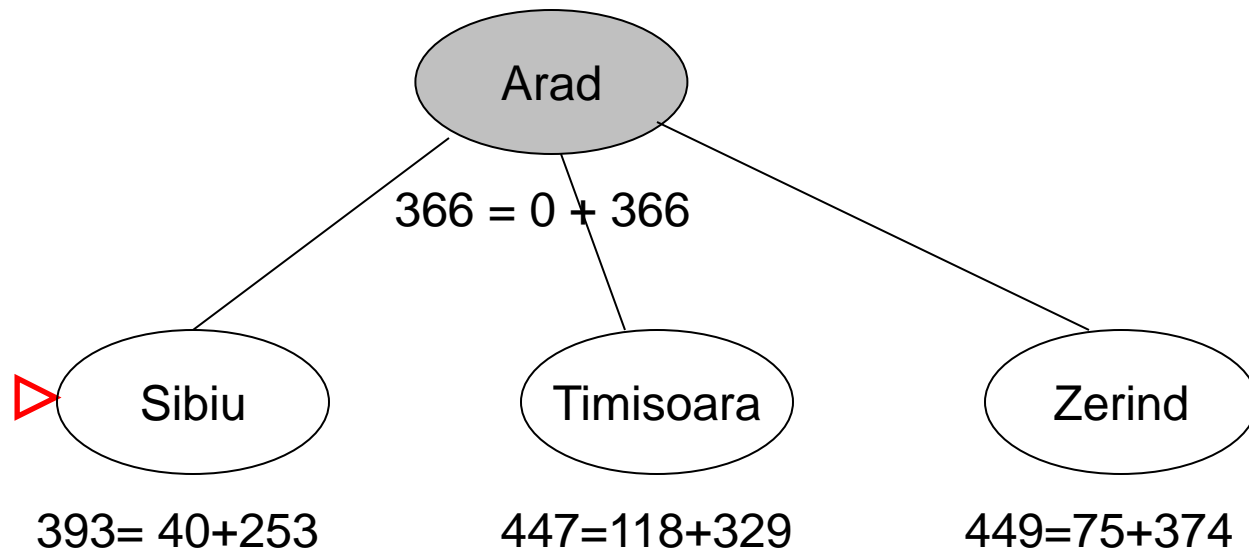 Arad
366 = 0 + 366
Sibiu
Timisoara
Zerind
393= 40+253
447=118+329
449=75+374